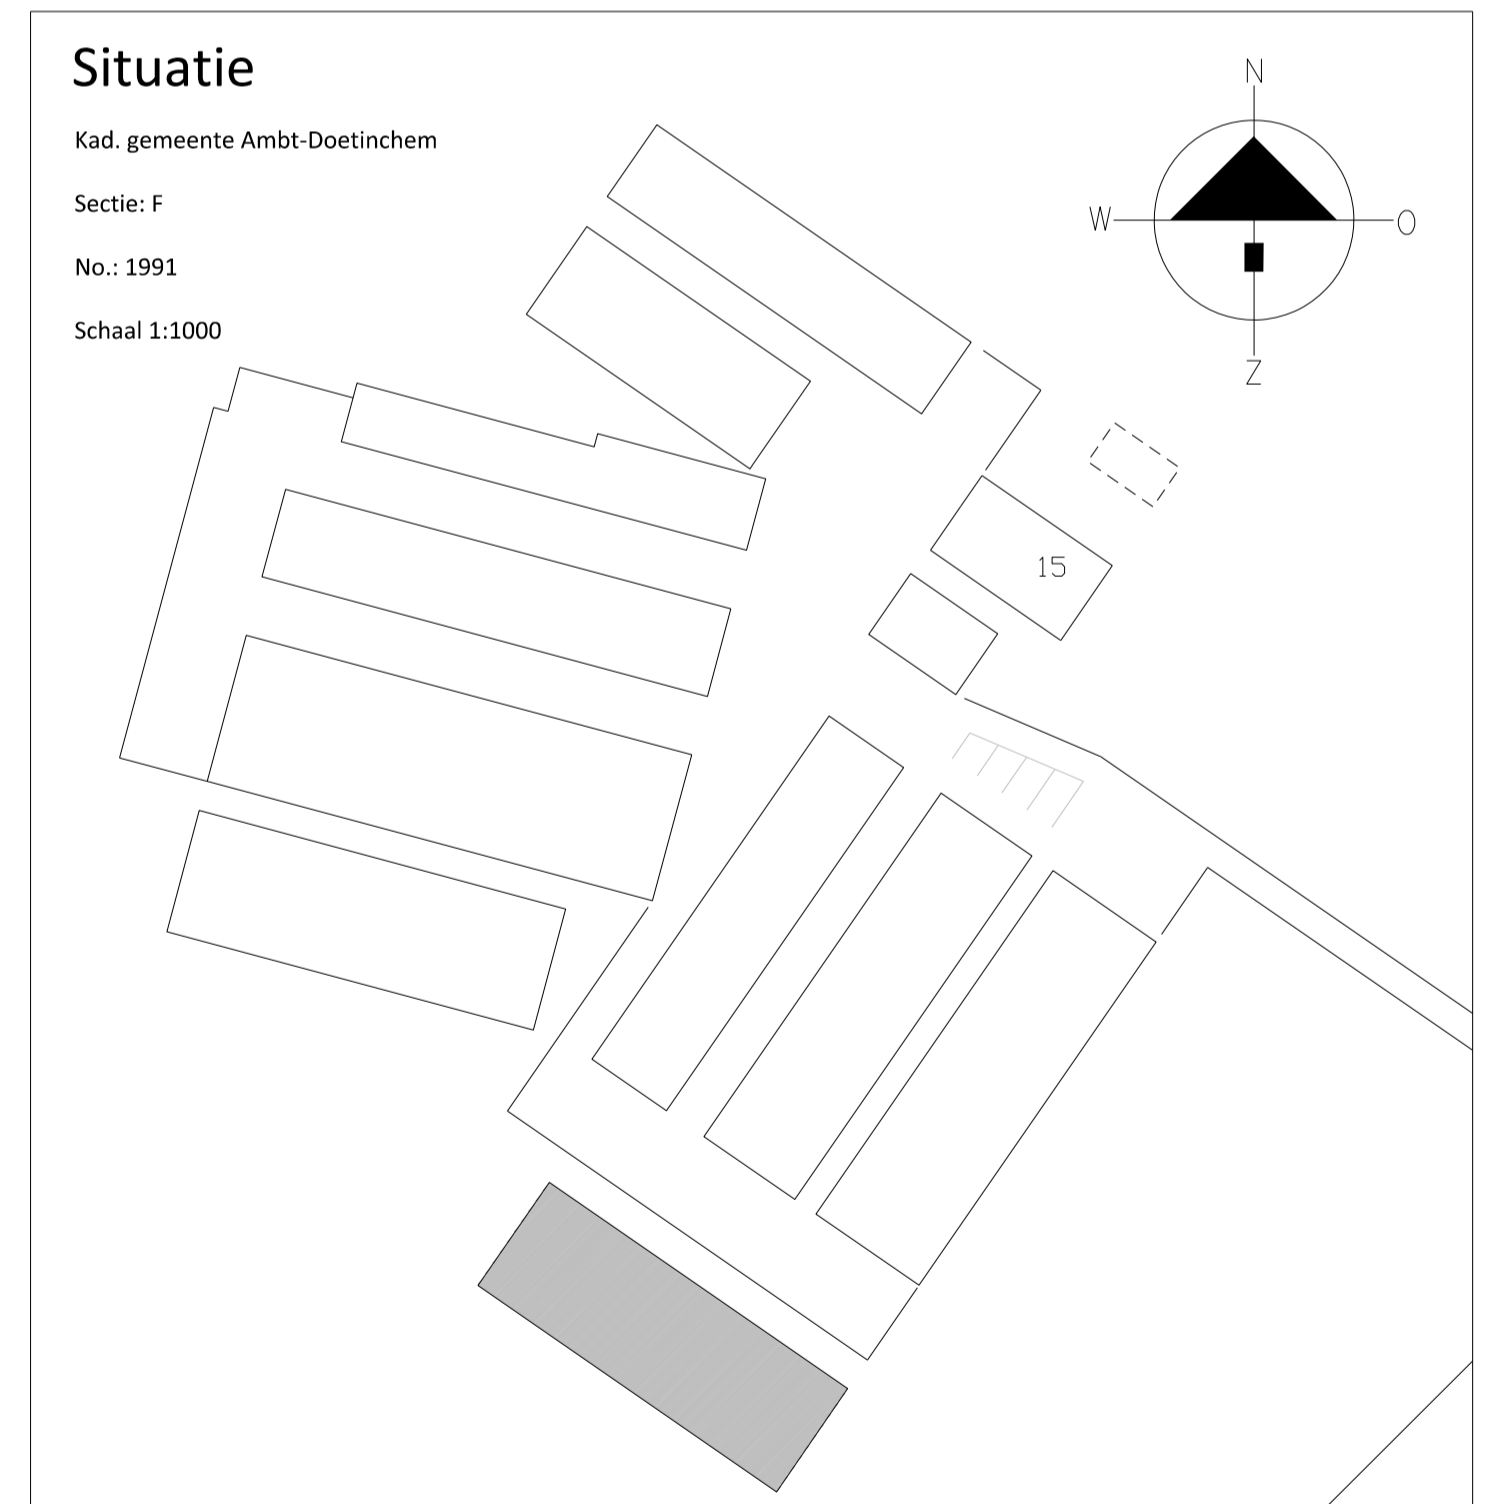 Situatie
Kad. gemeente Ambt-Doetinchem
Sectie: F
No.: 1991
Schaal 1:1000
N
W
O
Z
15